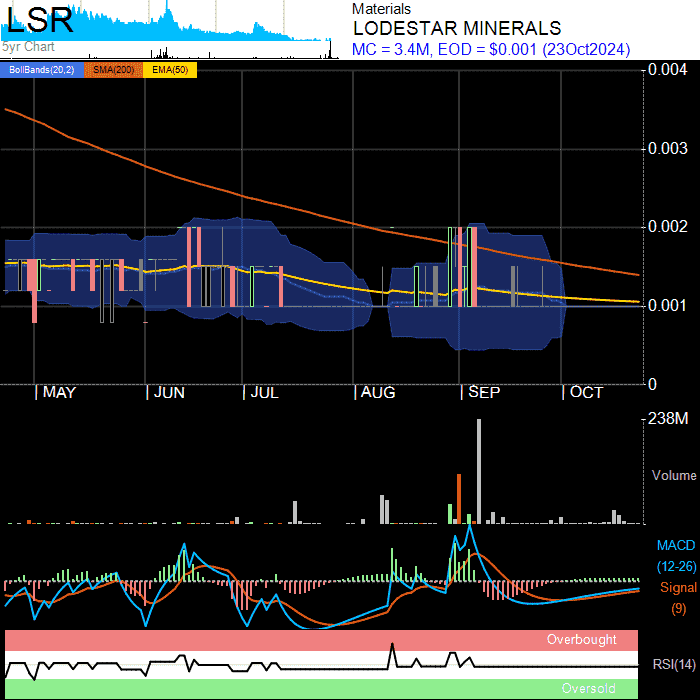 LSR
5yr Chart
Materials
LODESTAR MINERALS
MC = 3.4M, EOD = $0.001 (23Oct2024)
BollBands(20,2) SMA(200) EMA(50)
0.004
0.003
0.002
0.001
0
MAY JUN JUL AUG SEP OCT
238M
Volume
MACD
(12-26)
Signal
(9)
Overbought
RSI(14)
Oversold